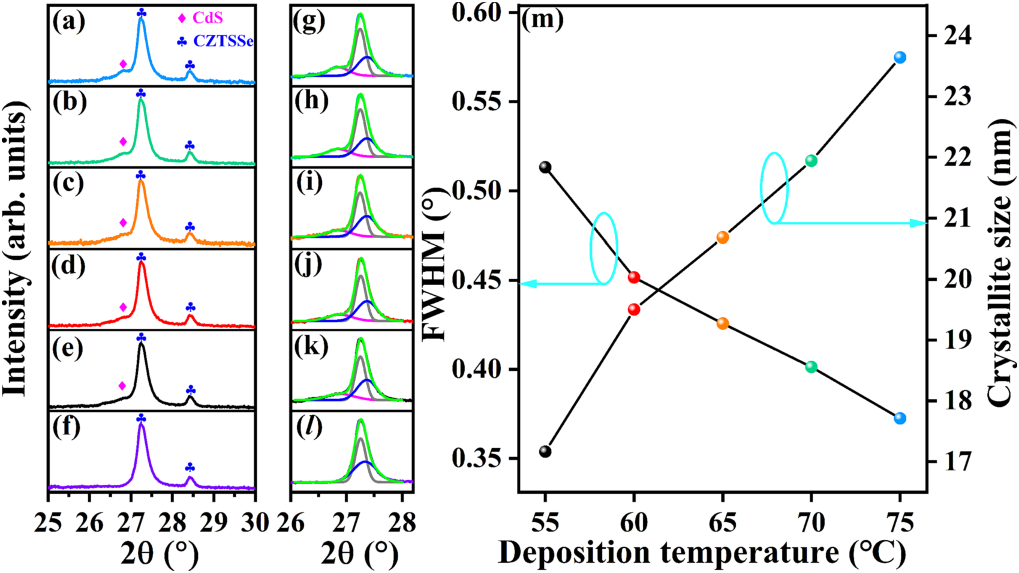 (a) ♦ CdS
♣ CZTSSe
(b)
(c)
(d)
(e)
(f)
25 26 27 28 29 30
2θ (°)
Intensity (arb. units)
(g)
(h)
(i)
(j)
(k)
(l)
26 27 28
2θ (°)
(m)
0.60
0.55
0.50
0.45
0.40
0.35
FWHM (°)
24
23
22
21
20
19
18
17
Crystallite size (nm)
55 60 65 70 75
Deposition temperature (°C)